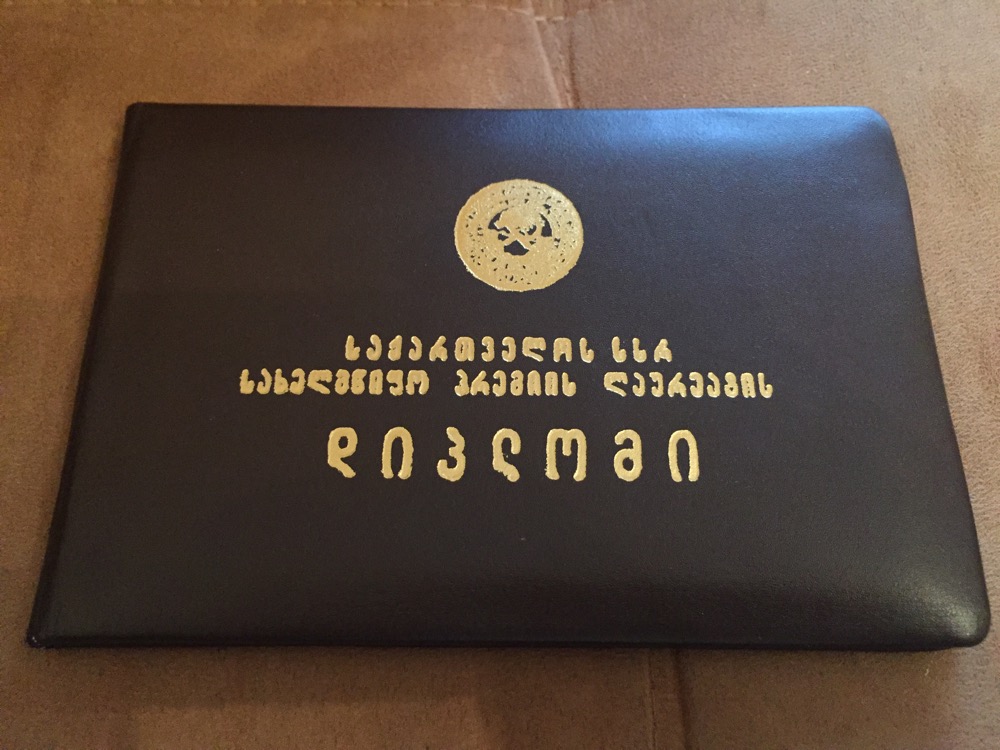 საქართველოს სსრ
სახელმწიფო პრემიის ლაურეატის
დიპლომი